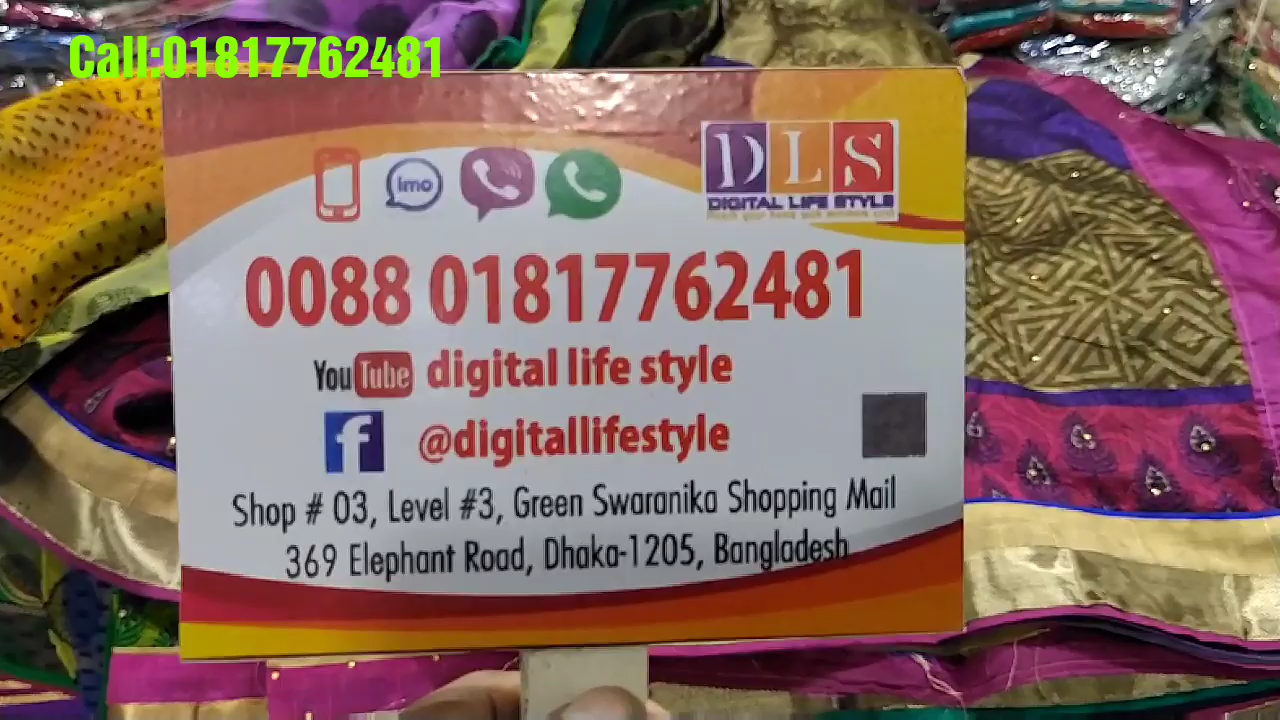 Call:01817762481
imo
DLS
DIGITAL LIFE STYLE
0088 01817762481
YouTube digital life style
f @digitallifestyle
Shop # 03, Level #3, Green Swaranika Shopping Mail
369 Elephant Road, Dhaka-1205, Bangladesh